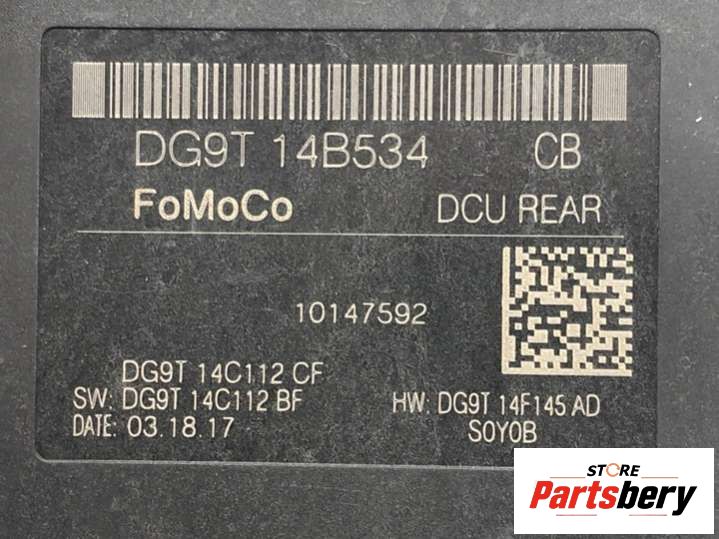 DG9T 14B534 CB
FoMoCo DCU REAR
10147592
DG9T 14C112 CF
SW: DG9T 14C112 BF HW: DG9T 14F145 AD
DATE: 03.18.17 S0Y0B
STORE
Partsbery